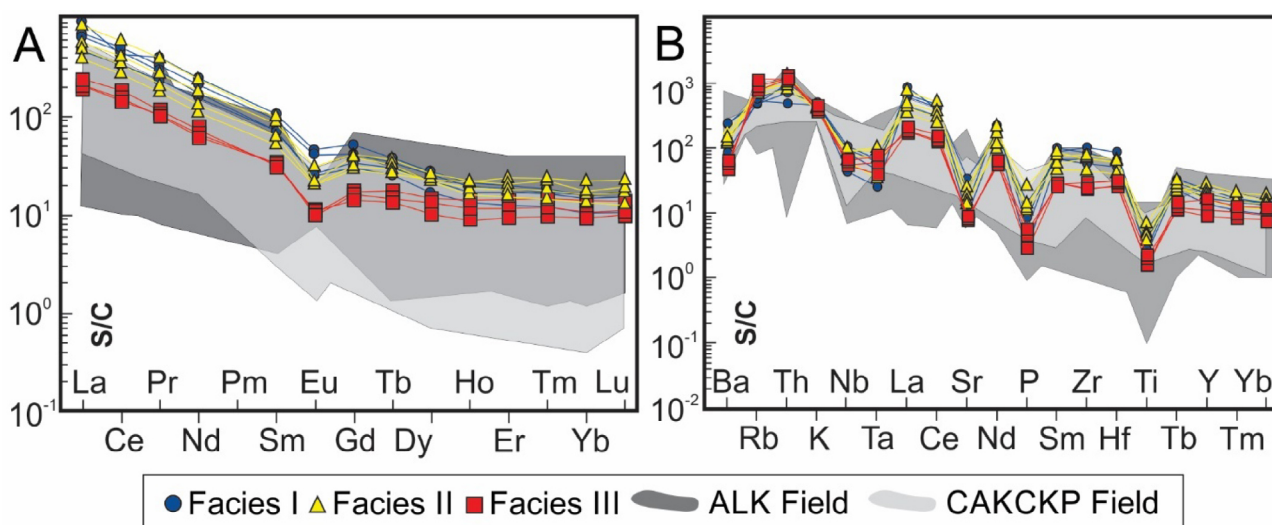 A
10²
10¹
10⁰
10⁻¹
S/C
La Pr Pm Eu Tb Ho Tm Lu
Ce Nd Sm Gd Dy Er Yb
B
10³
10²
10¹
10⁰
10⁻¹
10⁻²
S/C
Ba Th Nb La Sr P Zr Ti Y Yb
Rb K Ta Ce Nd Sm Hf Tb Tm
Facies I Facies II Facies III ALK Field CAKCKP Field